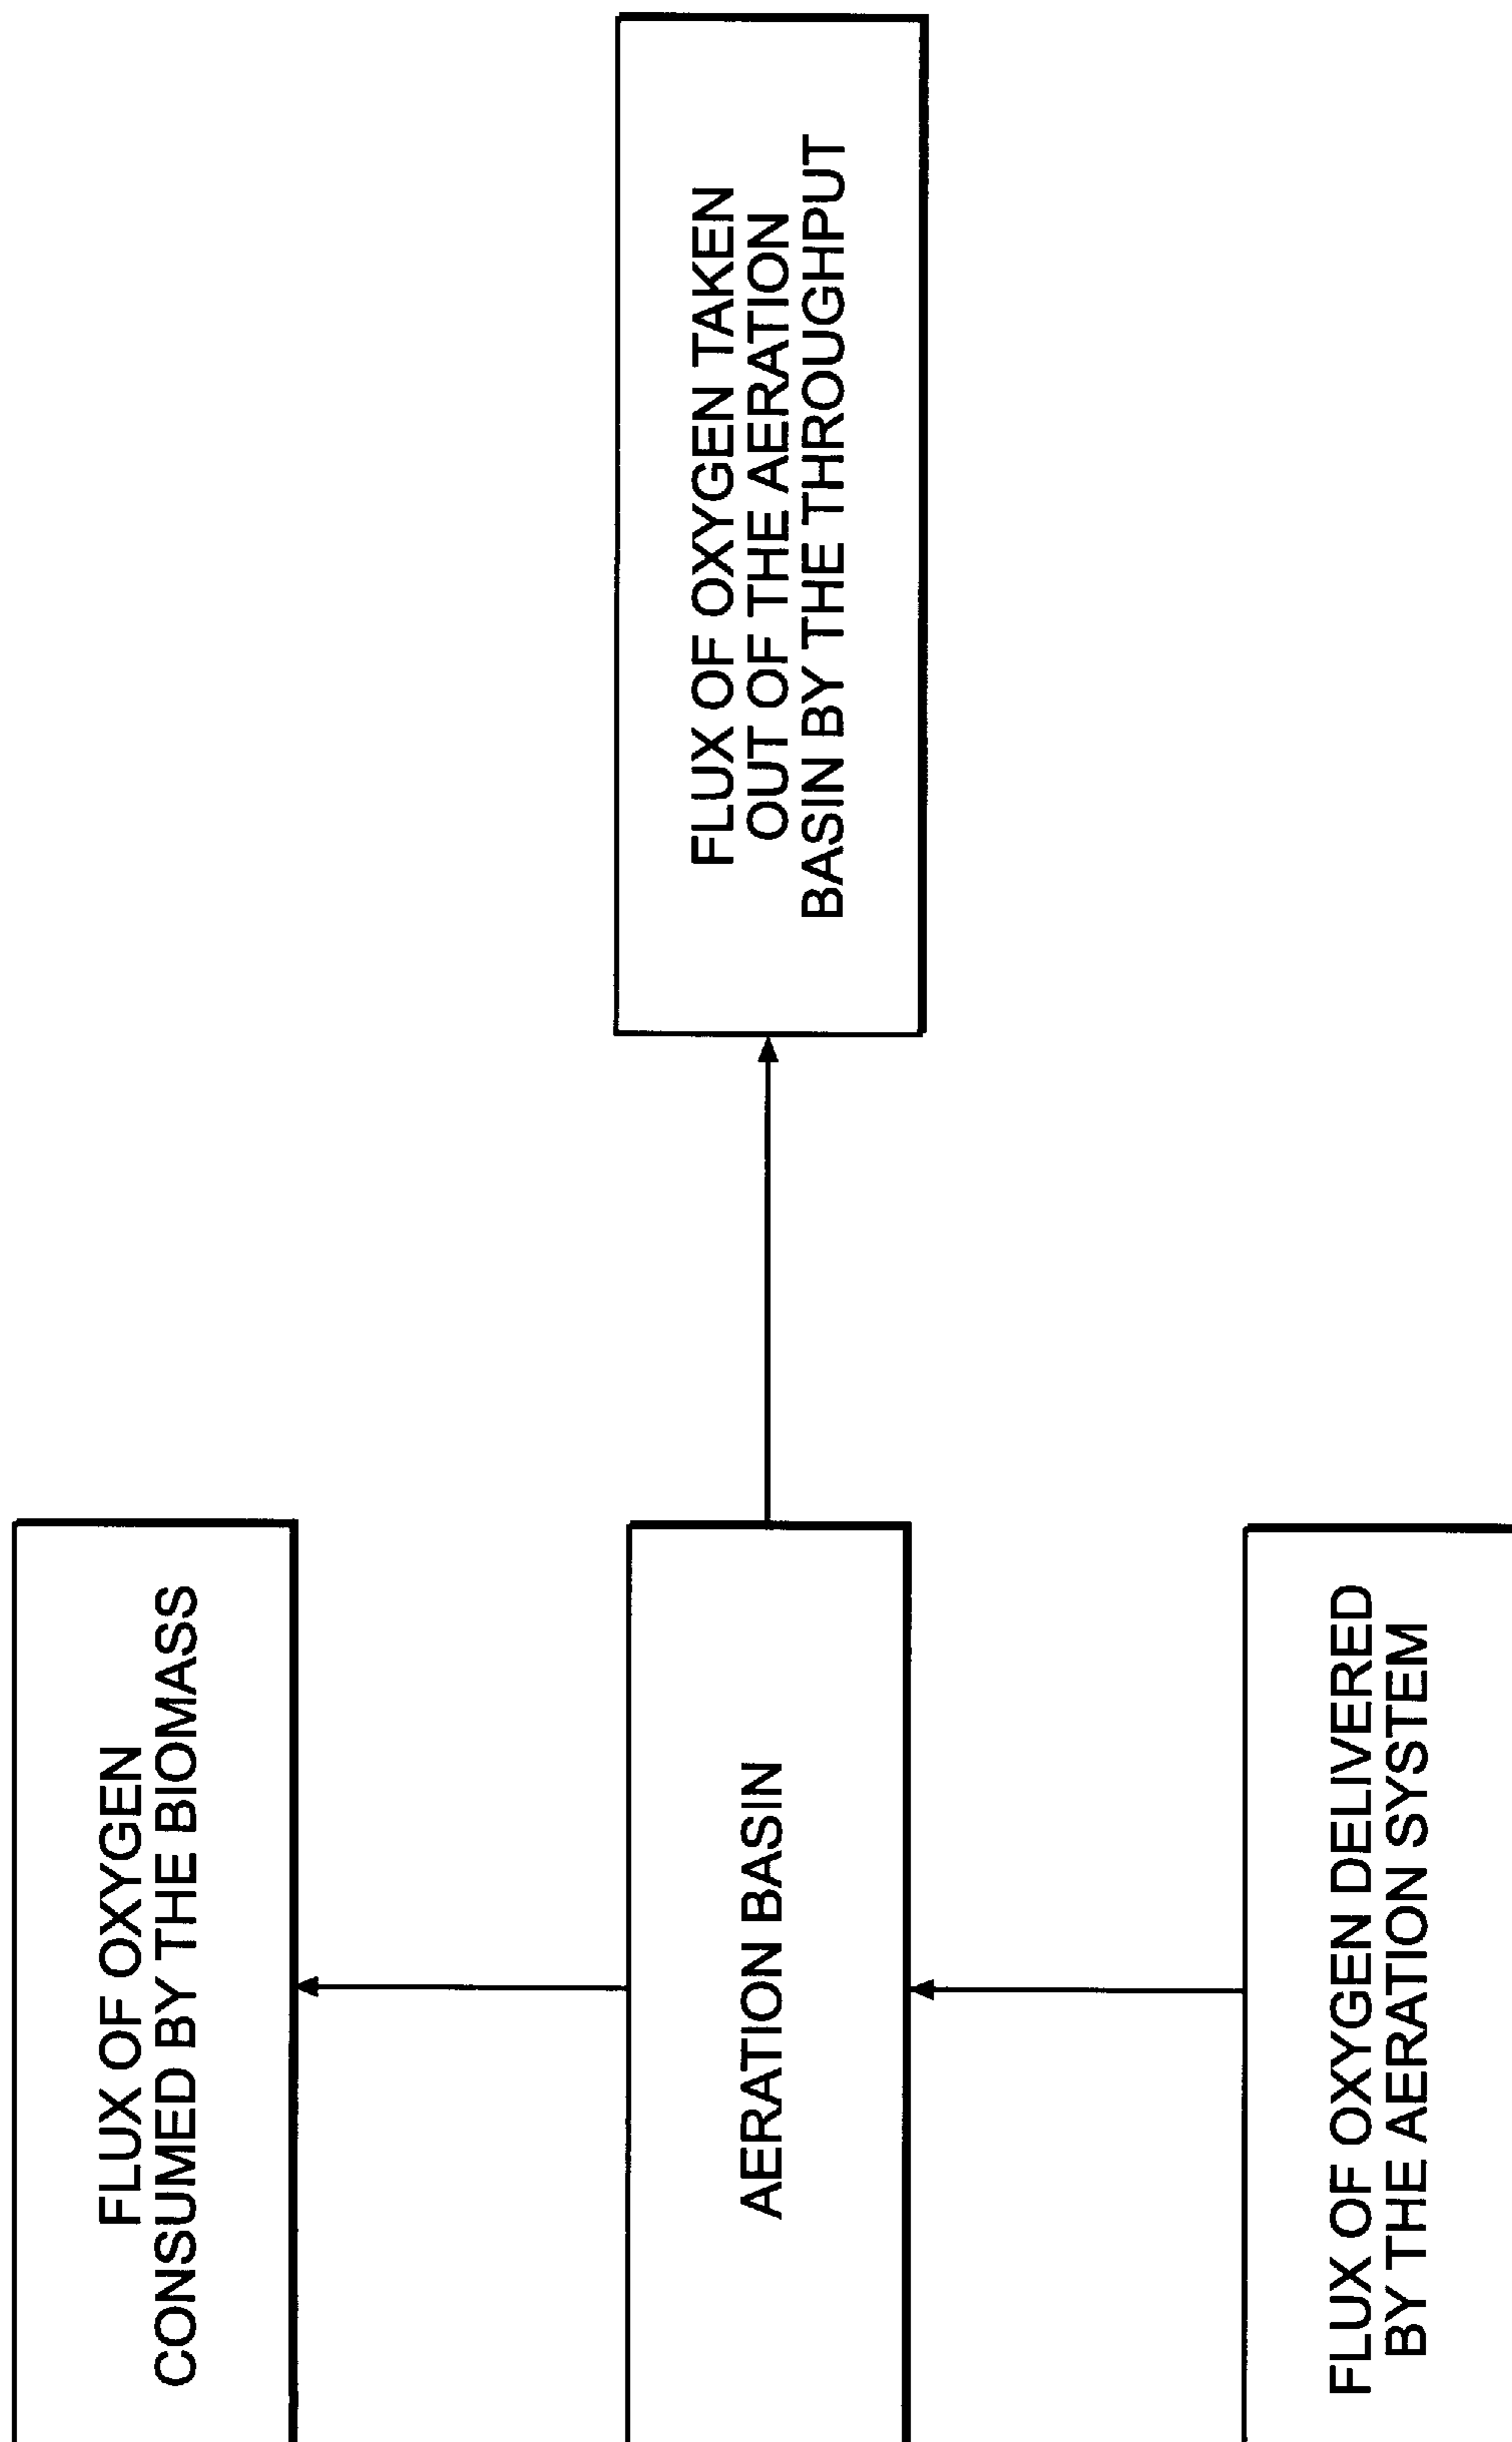 FLUX OF OXYGEN
CONSUMED BY THE BIOMASS
AERATION BASIN
FLUX OF OXYGEN TAKEN
OUT OF THE AERATION
BASIN BY THE THROUGHPUT
FLUX OF OXYGEN DELIVERED
BY THE AERATION SYSTEM